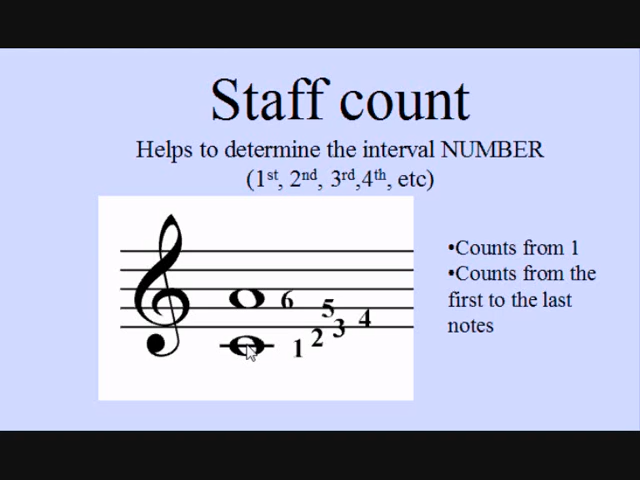 Staff count
Helps to determine the interval NUMBER
(1st, 2nd, 3rd,4th, etc)
•Counts from 1
•Counts from the
first to the last
notes
6
5
4
3
2
1